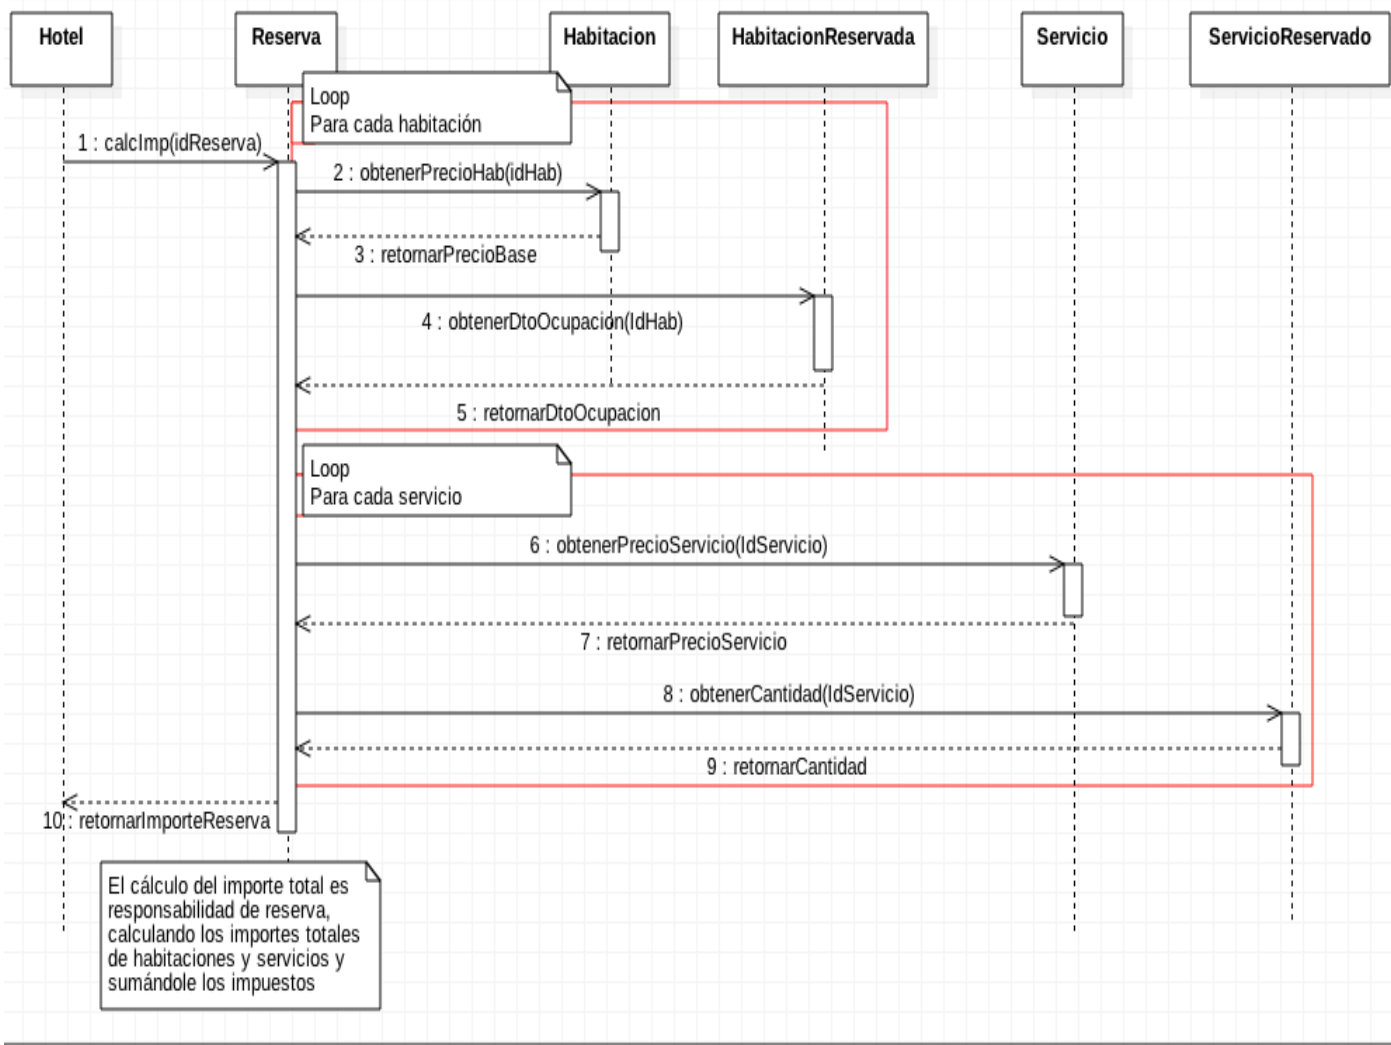 Hotel
Reserva
Habitacion
HabitacionReservada
Servicio
ServicioReservado
Loop
Para cada habitación
1 : calcImp(idReserva)
2 : obtenerPrecioHab(idHab)
3 : retornarPrecioBase
4 : obtenerDtoOcupacion(IdHab)
5 : retornarDtoOcupacion
Loop
Para cada servicio
6 : obtenerPrecioServicio(IdServicio)
7 : retornarPrecioServicio
8 : obtenerCantidad(IdServicio)
9 : retornarCantidad
10 : retornarImporteReserva
El cálculo del importe total es
responsabilidad de reserva,
calculando los importes totales
de habitaciones y servicios y
sumándole los impuestos